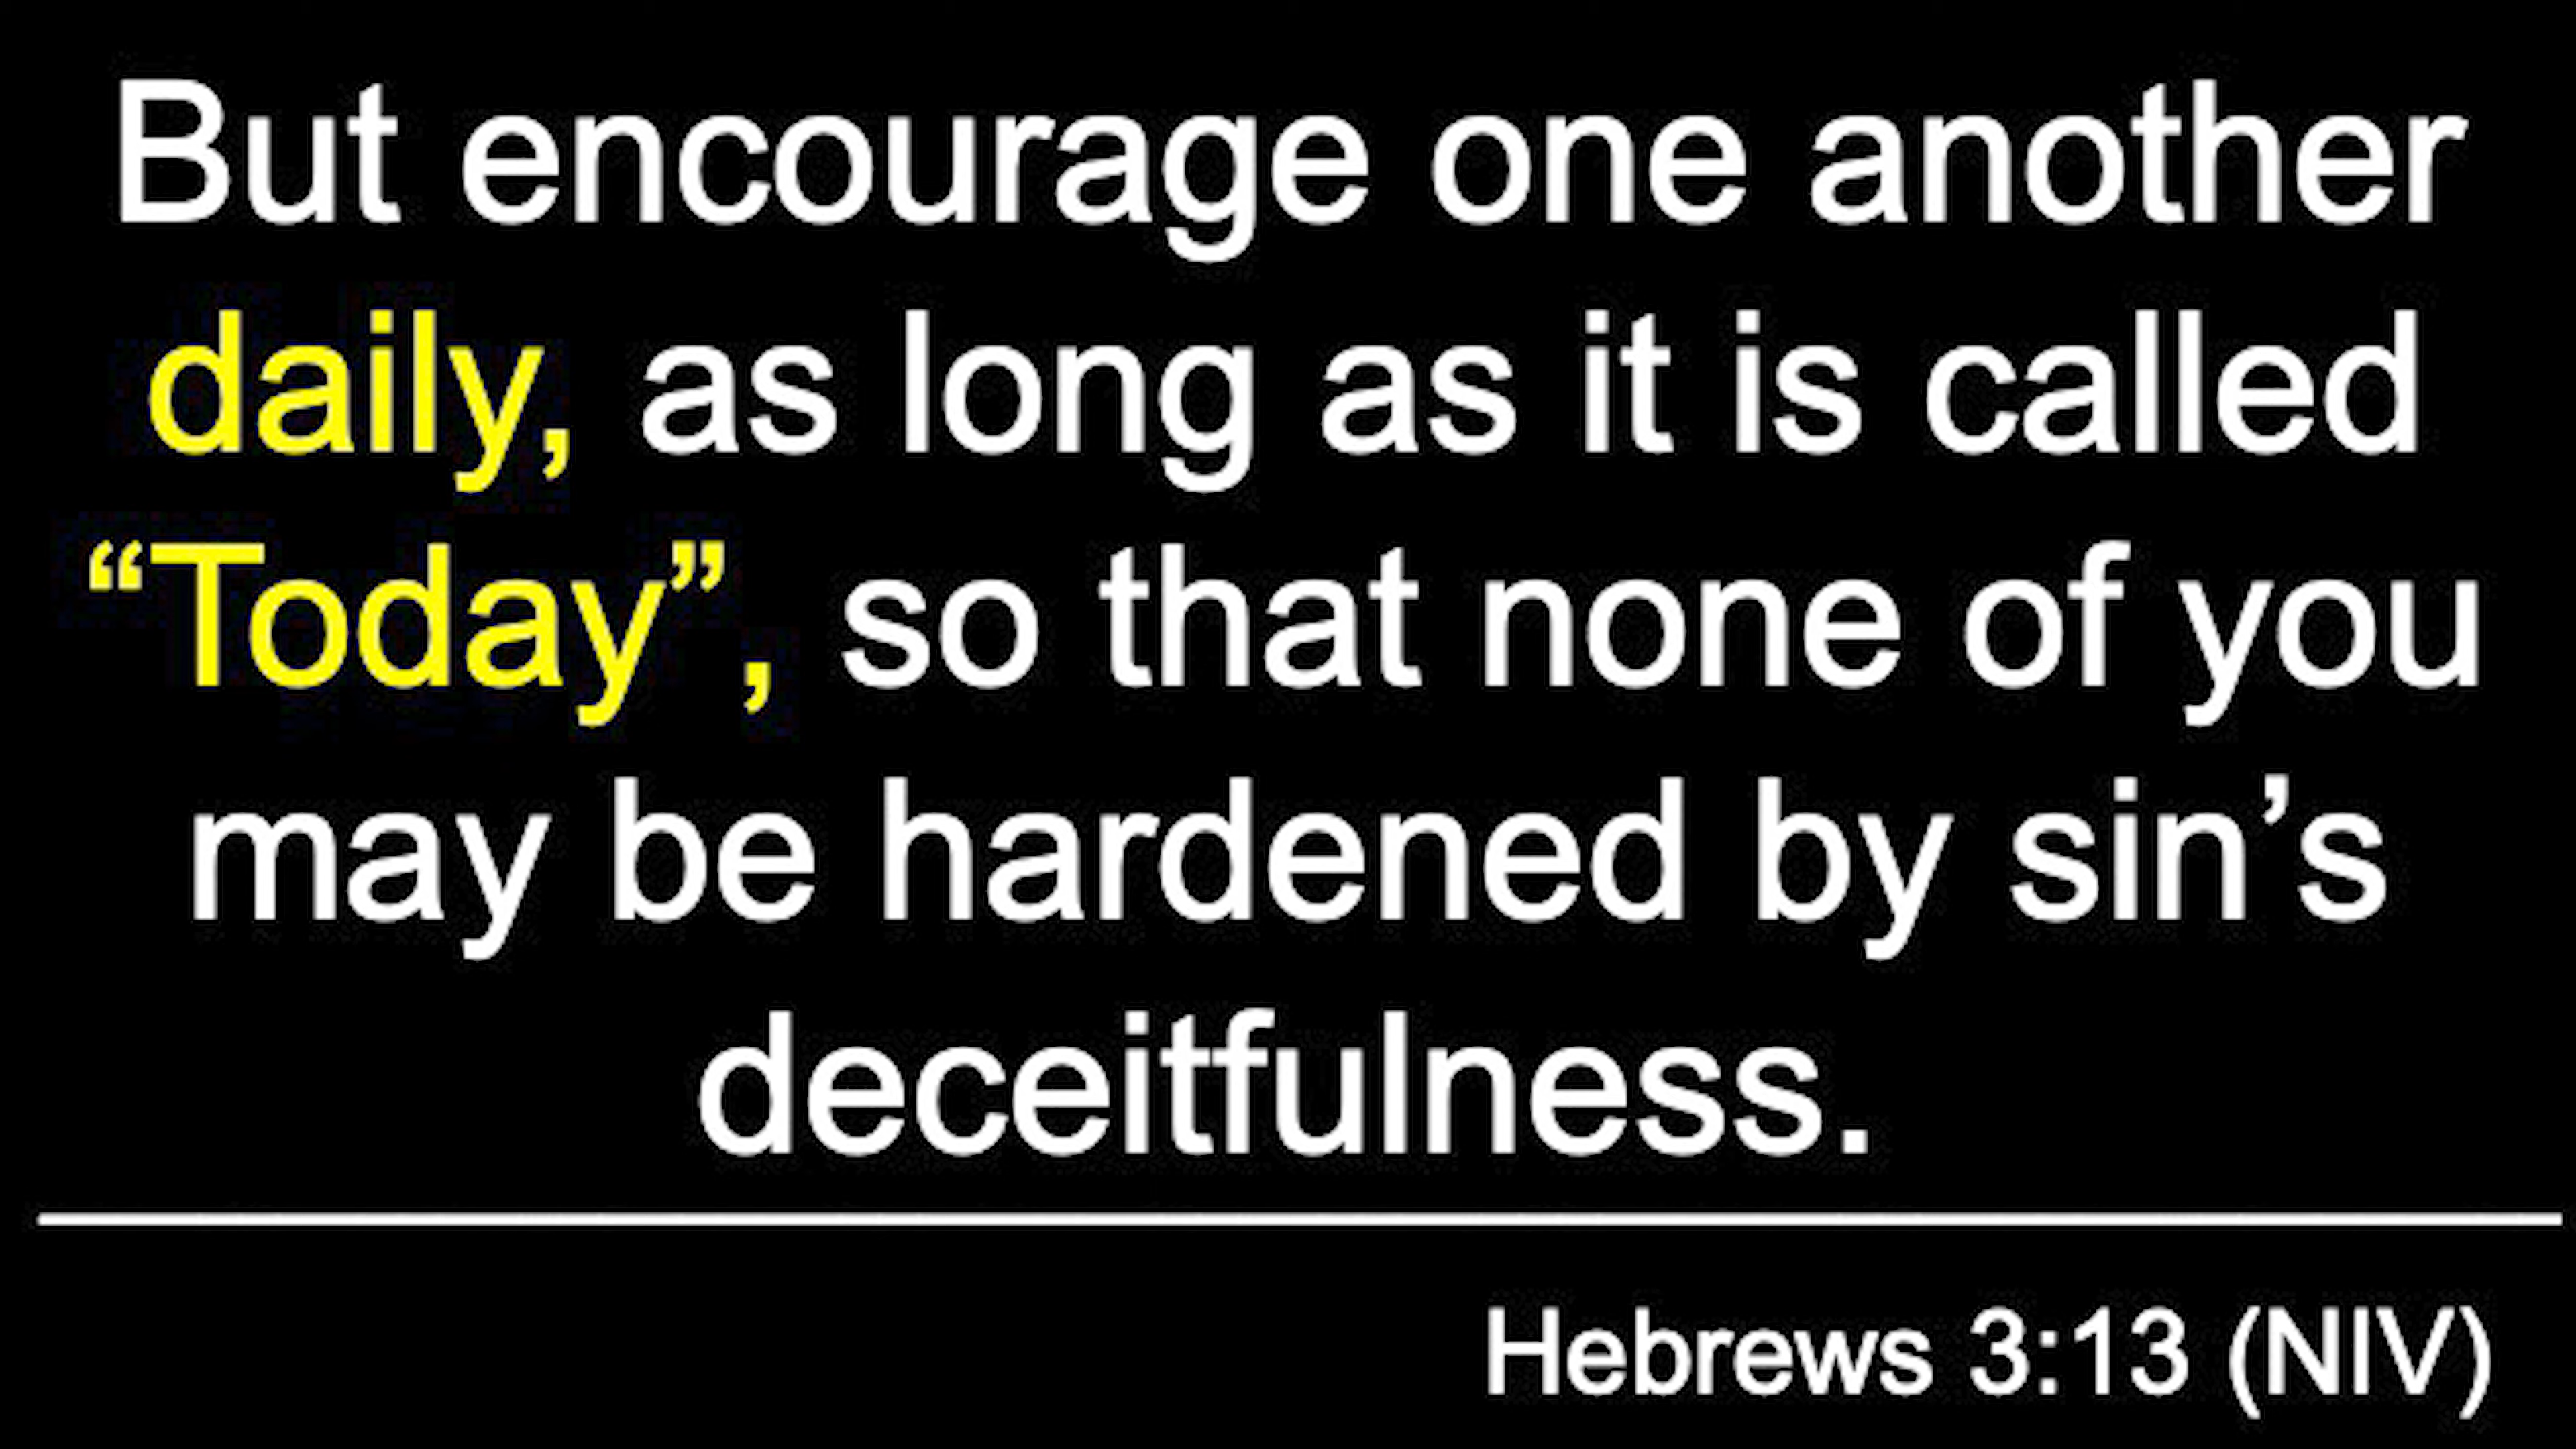 But encourage one another
daily, as long as it is called
“Today”, so that none of you
may be hardened by sin’s
deceitfulness.
Hebrews 3:13 (NIV)